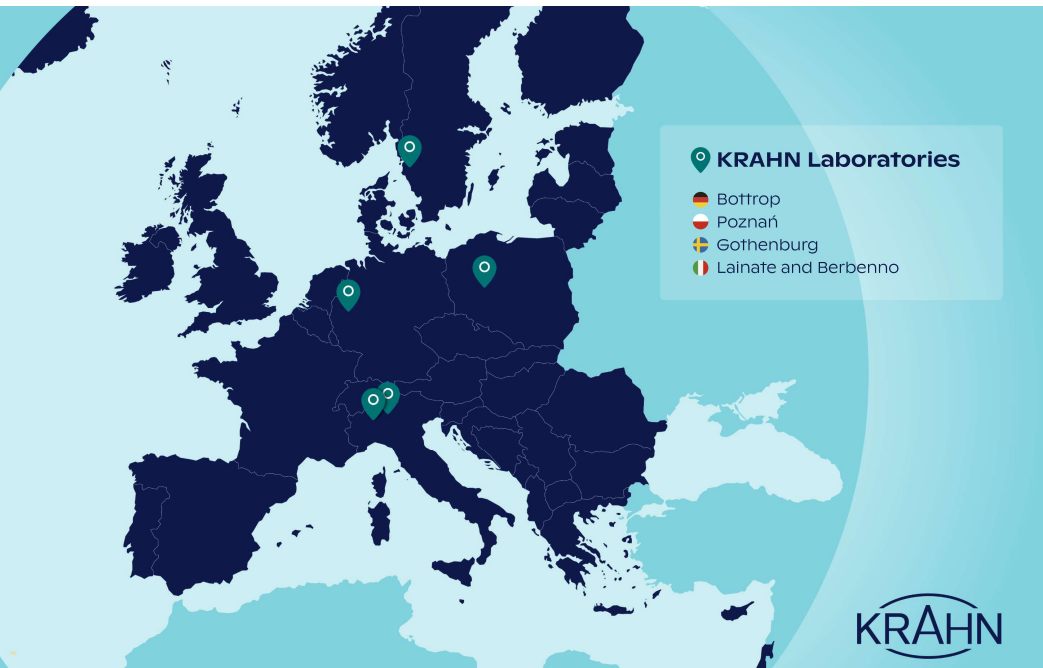 KRAHN Laboratories
Bottrop
Poznań
Gothenburg
Lainate and Berbenno
KRAHN